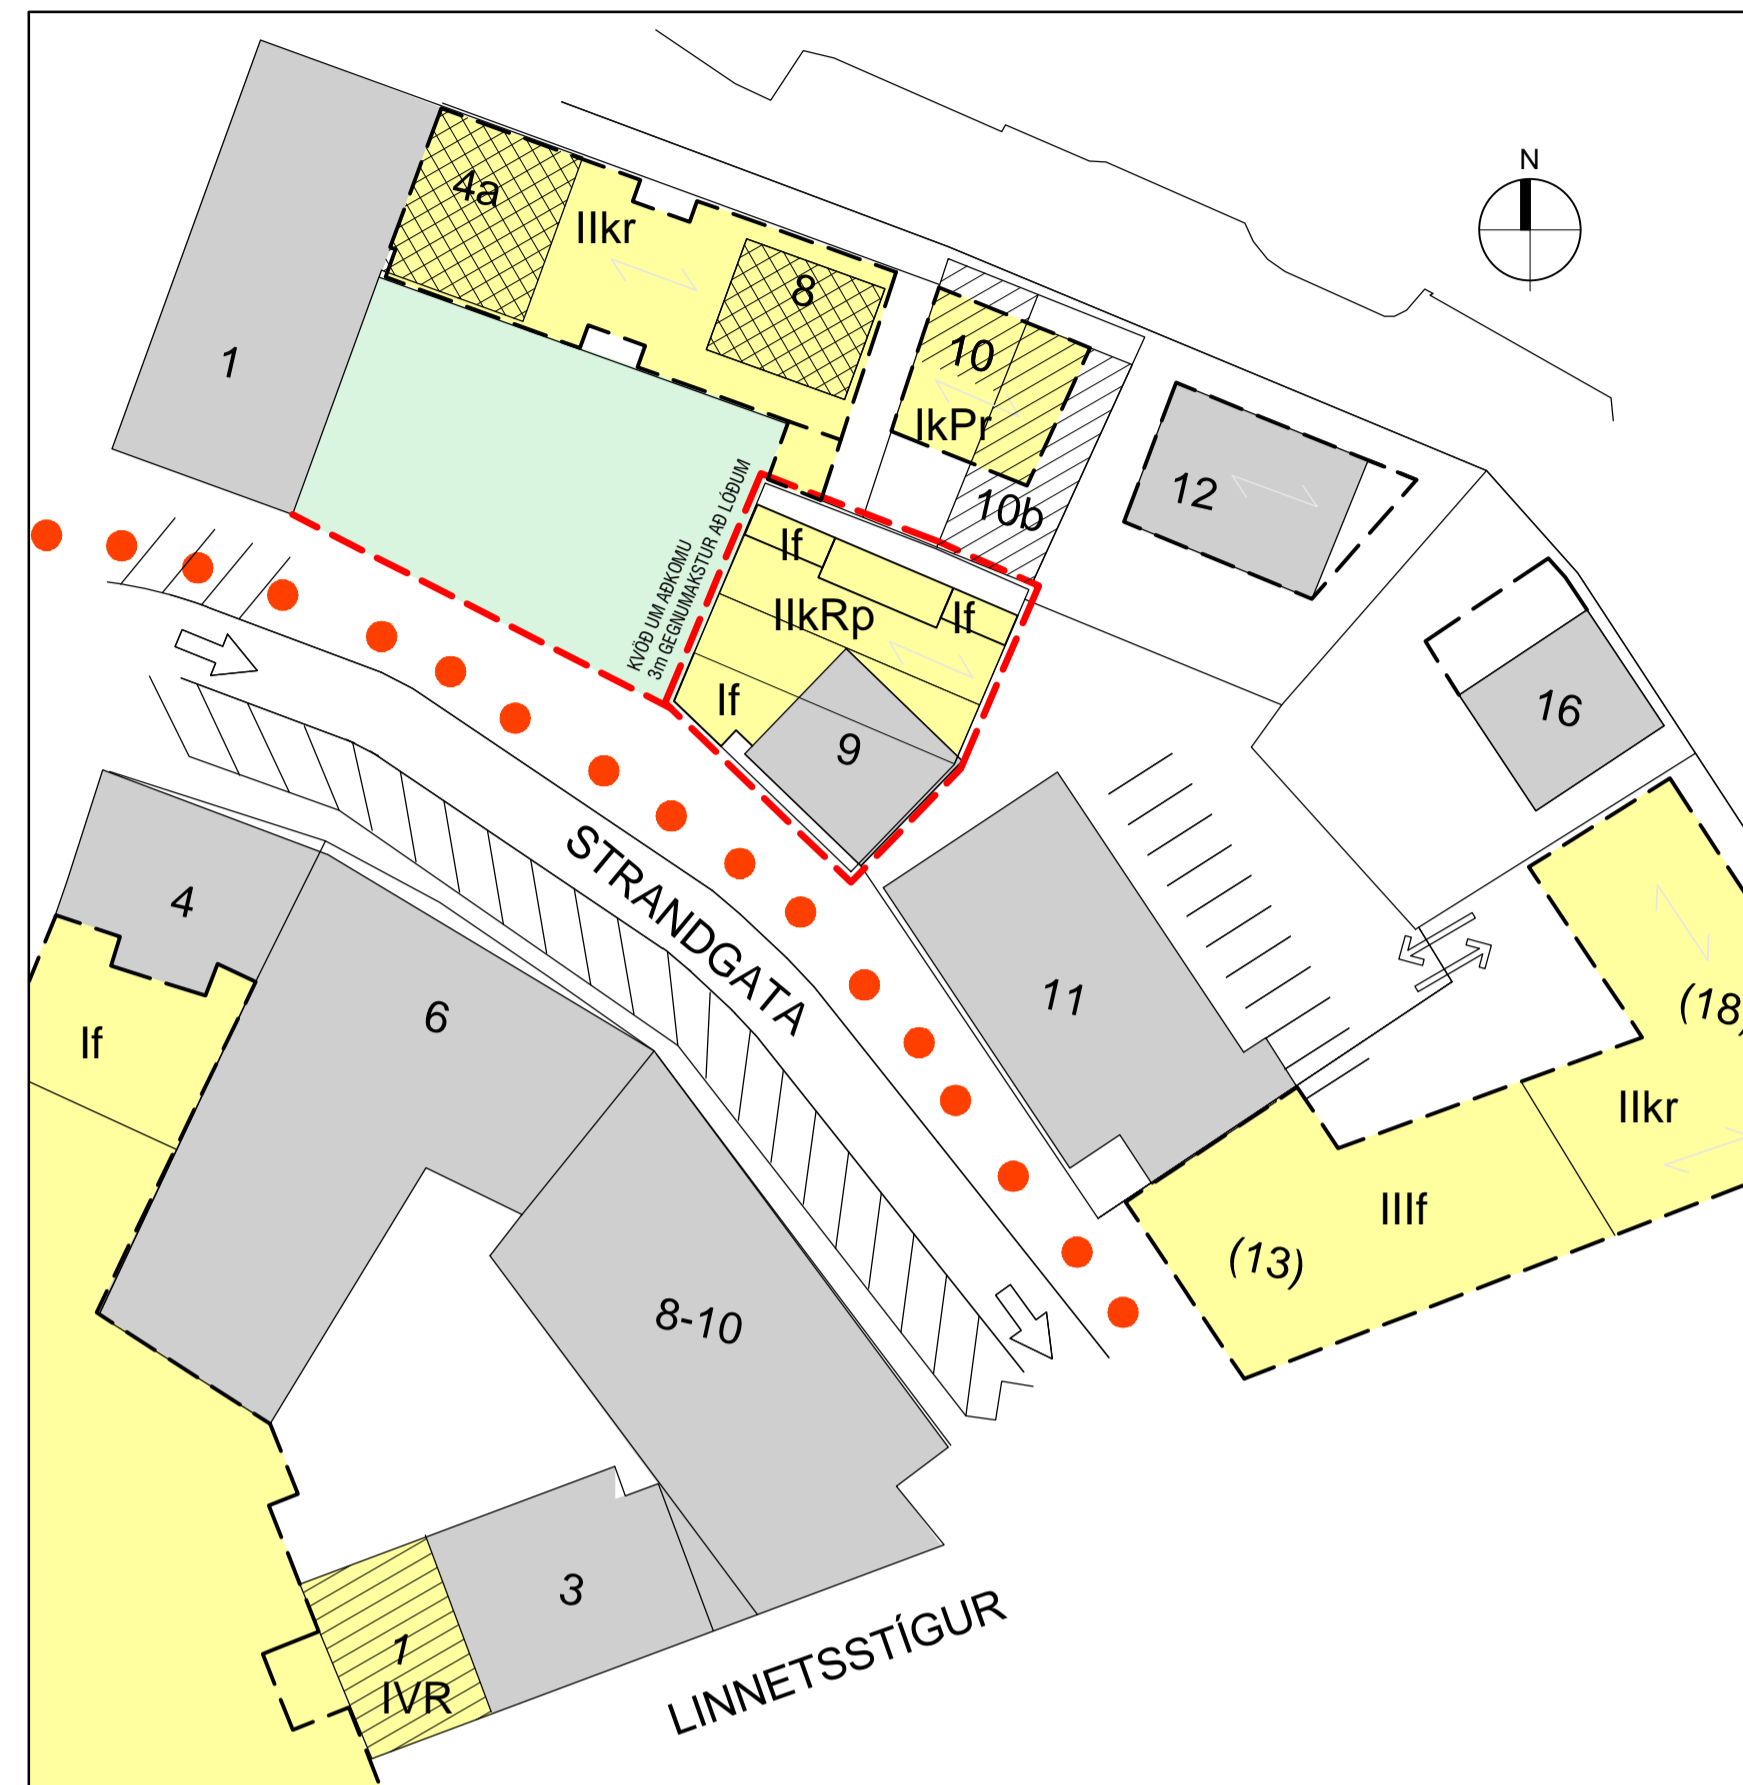 N
4a
IIkr
8
1
10
IkPr
12
10b
KVÖÐ UM AÐKOMU
3m GEGNUMAKSTUR AÐ LÓÐUM
If
IIkRp
If
If
9
16
STRANDGATA
4
If
6
11
(18)
IIkr
IIIf
(13)
8-10
3
1
IVR
LINNETSSTÍGUR